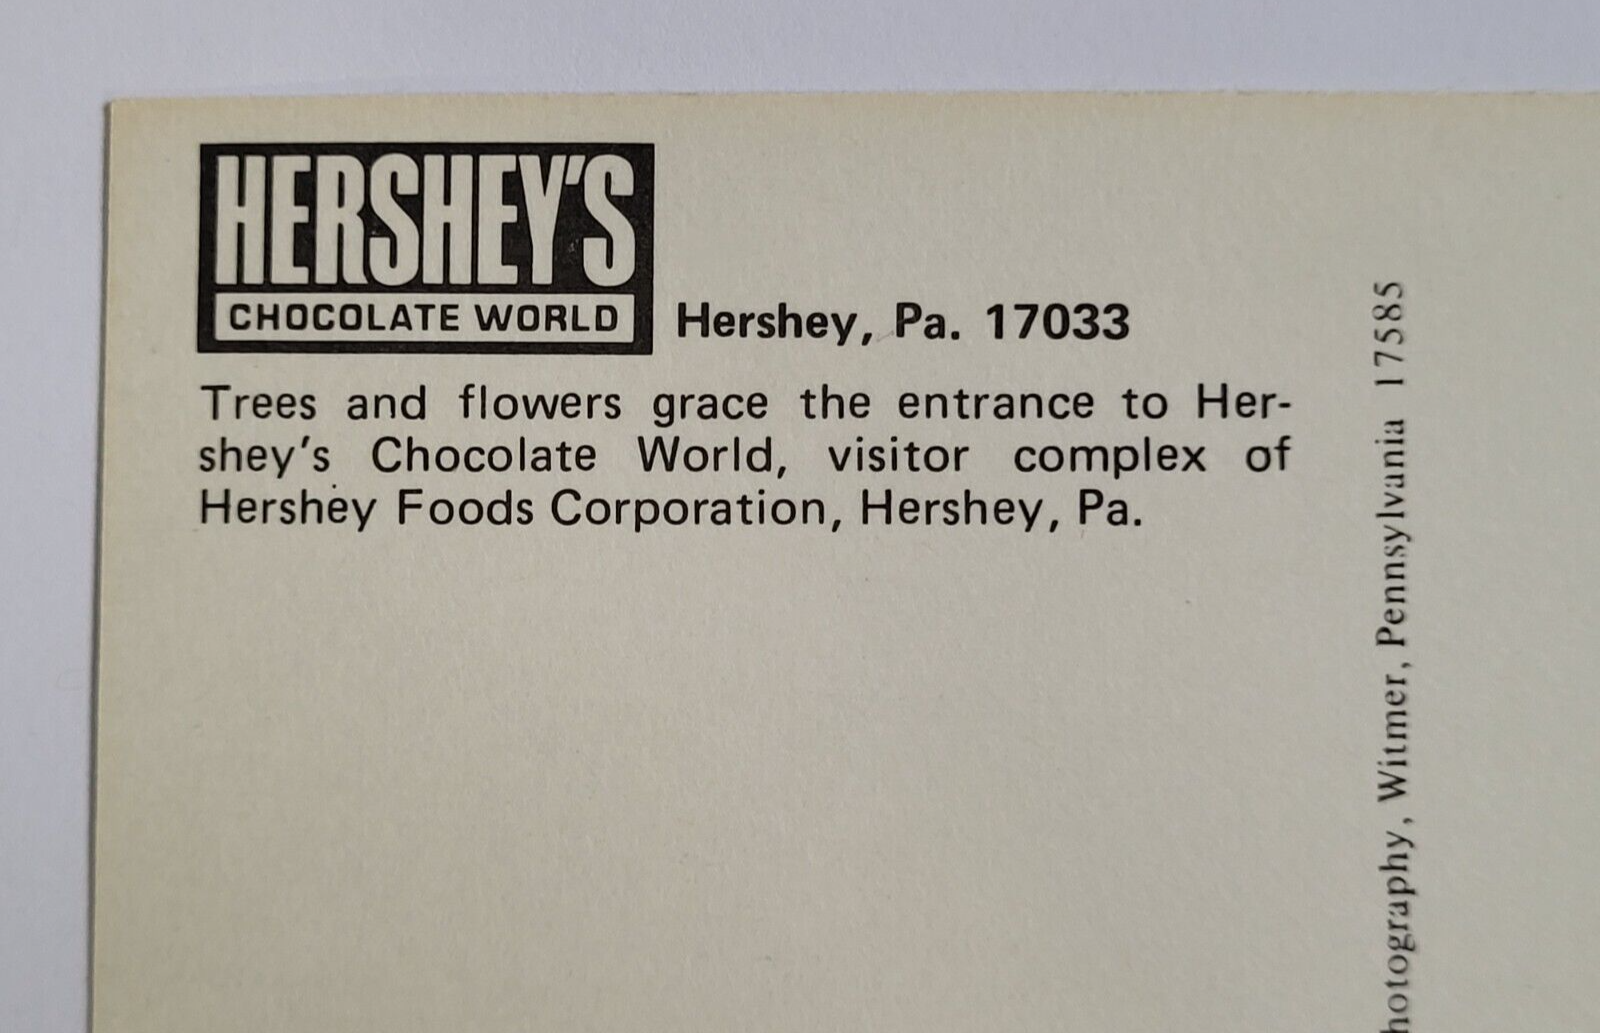 HERSHEY'S
CHOCOLATE WORLD
Hershey, Pa. 17033
Trees and flowers grace the entrance to Her-
shey's Chocolate World, visitor complex of
Hershey Foods Corporation, Hershey, Pa.
hotography, Witmer, Pennsylvania 17585